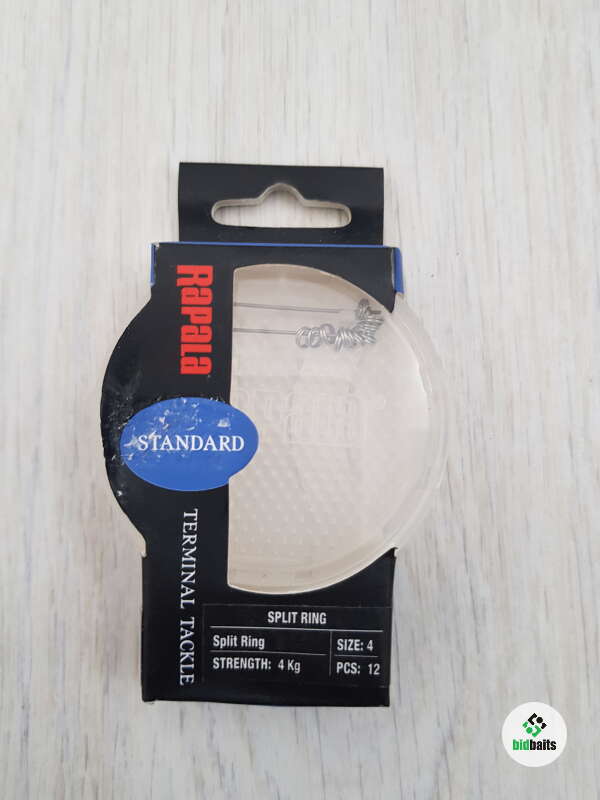 RAPALA
STANDARD
TERMINAL TACKLE
SPLIT RING
Split Ring
SIZE: 4
STRENGTH: 4 Kg
PCS: 12
bidbaits